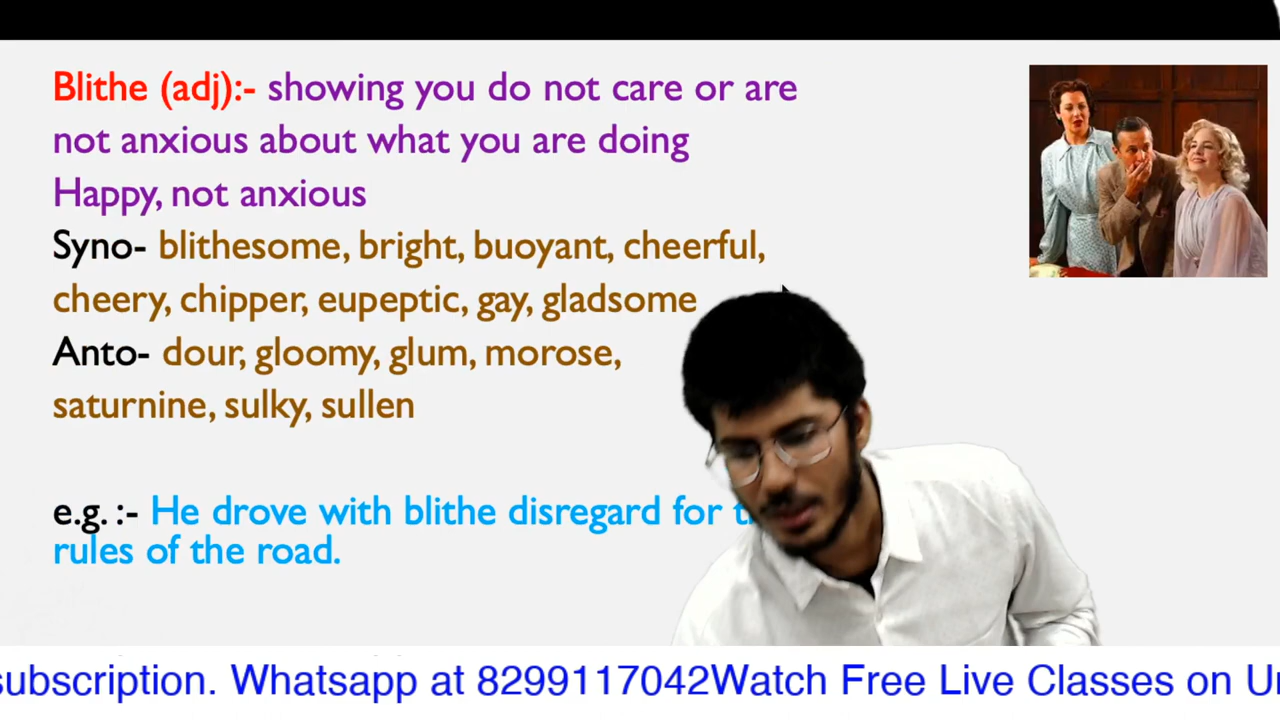 Blithe (adj):- showing you do not care or are
not anxious about what you are doing
Happy, not anxious
Syno- blithesome, bright, buoyant, cheerful,
cheery, chipper, eupeptic, gay, gladsome
Anto- dour, gloomy, glum, morose,
saturnine, sulky, sullen
e.g. :- He drove with blithe disregard for
rules of the road.
subscription. Whatsapp at 8299117042Watch Free Live Classes on